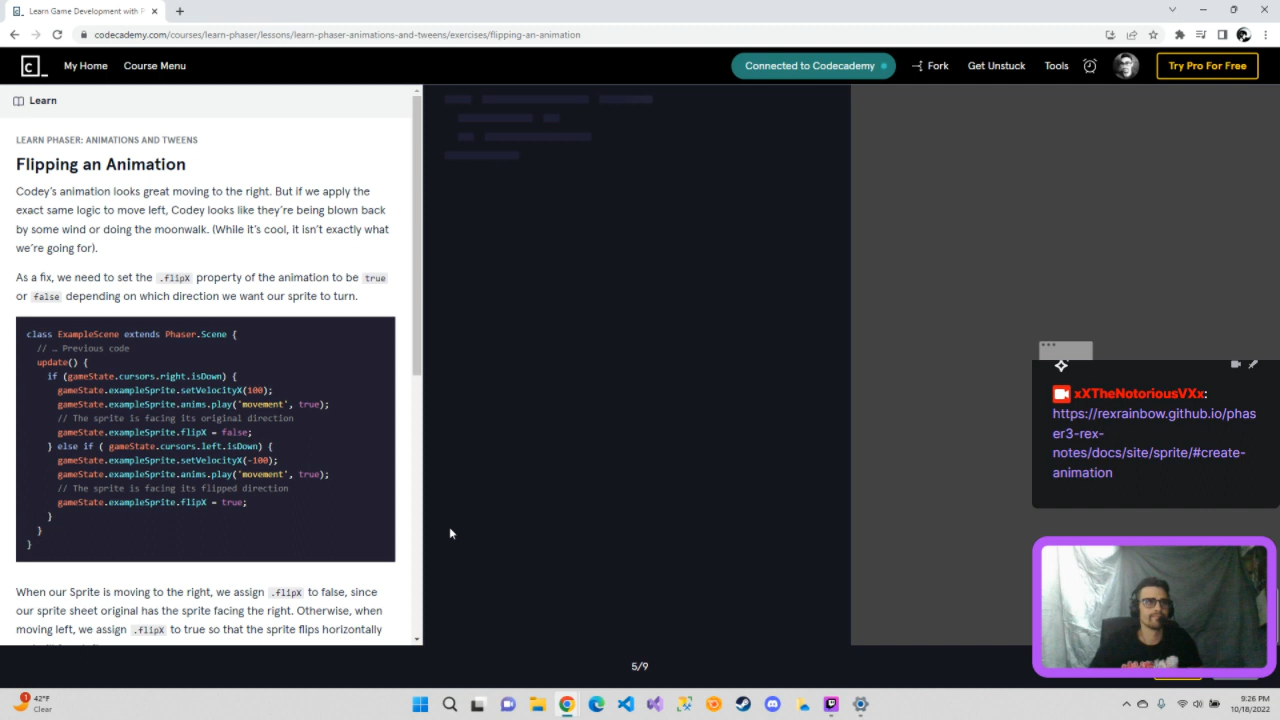 Learn Game Development with P
codecademy.com/courses/learn-phaser/lessons/learn-phaser-animations-and-tweens/exercises/flipping-an-animation
My Home
Course Menu
Connected to Codecademy
Fork
Get Unstuck
Tools
Try Pro For Free
Learn
LEARN PHASER: ANIMATIONS AND TWEENS
Flipping an Animation
Codey's animation looks great moving to the right. But if we apply the
exact same logic to move left, Codey looks like they're being blown back
by some wind or doing the moonwalk. (While it's cool, it isn't exactly what
we're going for).
As a fix, we need to set the .flipX property of the animation to be true
or false depending on which direction we want our sprite to turn.
class ExampleScene extends Phaser.Scene {
// … Previous code
update() {
if (gameState.cursors.right.isDown) {
gameState.exampleSprite.setVelocityX(100);
gameState.exampleSprite.anims.play('movement', true);
// The sprite is facing its original direction
gameState.exampleSprite.flipX = false;
} else if ( gameState.cursors.left.isDown) {
gameState.exampleSprite.setVelocityX(-100);
gameState.exampleSprite.anims.play('movement', true);
// The sprite is facing its flipped direction
gameState.exampleSprite.flipX = true;
}
}
}
When our Sprite is moving to the right, we assign .flipX to false, since
our sprite sheet original has the sprite facing the right. Otherwise, when
moving left, we assign .flipX to true so that the sprite flips horizontally
xXTheNotoriousVXx:
https://rexrainbow.github.io/phas
er3-rex-
notes/docs/site/sprite/#create-
animation
5/9
1
42°F
Clear
9:26 PM
10/18/2022